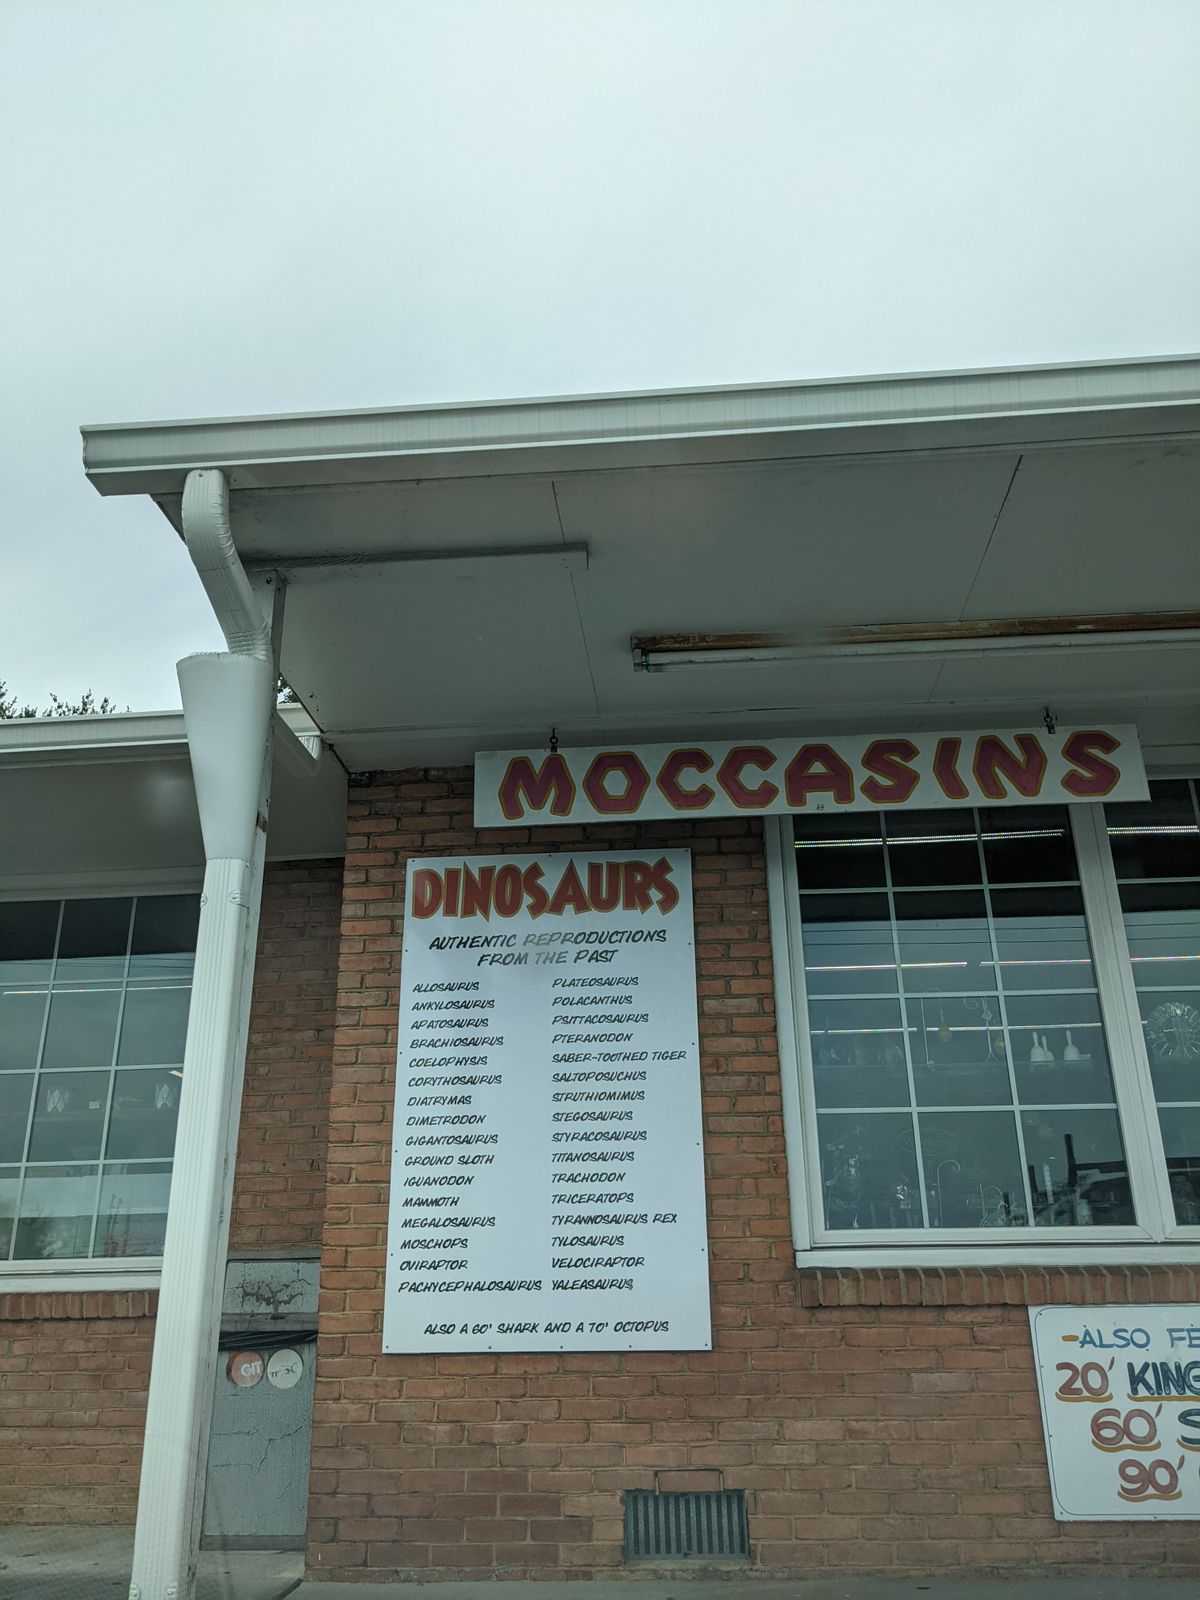 MOCCASINS
DINOSAURS
AUTHENTIC REPRODUCTIONS
FROM THE PAST
ALLOSAURUS
ANKYLOSAURUS
APATOSAURUS
BRACHIOSAURUS
COELOPHYSIS
CORYTHOSAURUS
DIATRYMAS
DIMETRODON
GIGANTOSAURUS
GROUND SLOTH
IGUANODON
MAMMOTH
MEGALOSAURUS
MOSCHOPS
OVIRAPTOR
PACHYCEPHALOSAURUS
PLATEOSAURUS
POLACANTHUS
PSITTACOSAURUS
PTERANODON
SABER-TOOTHED TIGER
SALTOPOSUCHUS
STRUTHIOMIMUS
STEGOSAURUS
STYRACOSAURUS
TITANOSAURUS
TRACHODON
TRICERATOPS
TYRANNOSAURUS REX
TYLOSAURUS
VELOCIRAPTOR
YALEASAURUS
ALSO A 60' SHARK AND A 70' OCTOPUS
GIT
-ALSO FE
20' KING
60' S
90'